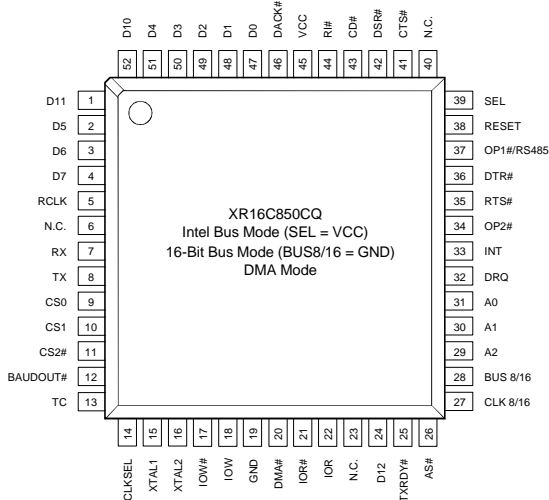 D10
D4
D3
D2
D1
D0
DACK#
VCC
RI#
CD#
DSR#
CTS#
N.C.
52
51
50
49
48
47
46
45
44
43
42
41
40
D11 1
D5 2
D6 3
D7 4
RCLK 5
N.C. 6
RX 7
TX 8
CS0 9
CS1 10
CS2# 11
BAUDOUT# 12
TC 13
XR16C850CQ
Intel Bus Mode (SEL = VCC)
16-Bit Bus Mode (BUS8/16 = GND)
DMA Mode
39 SEL
38 RESET
37 OP1#/RS485
36 DTR#
35 RTS#
34 OP2#
33 INT
32 DRQ
31 A0
30 A1
29 A2
28 BUS 8/16
27 CLK 8/16
14
15
16
17
18
19
20
21
22
23
24
25
26
CLKSEL
XTAL1
XTAL2
IOW#
IOW
GND
DMA#
IOR#
IOR
N.C.
D12
TXRDY#
AS#